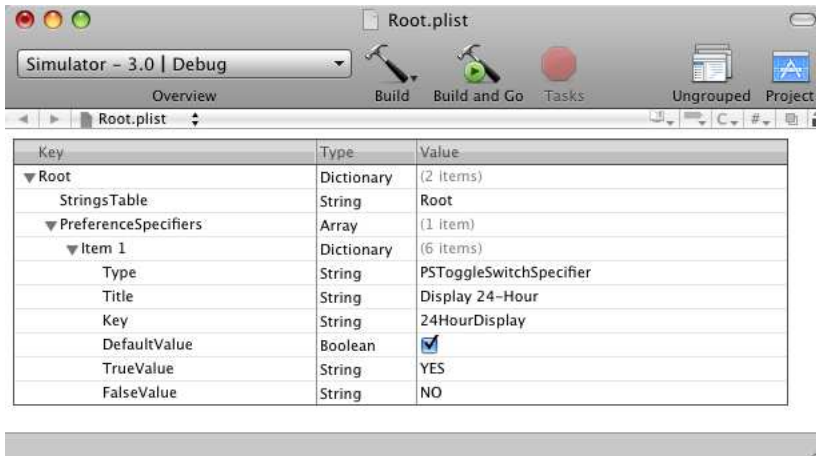 Root.plist
Simulator - 3.0 | Debug
Overview Build Build and Go Tasks Ungrouped Project
Root.plist C #
Key Type Value
Root Dictionary (2 items)
StringsTable String Root
PreferenceSpecifiers Array (1 item)
Item 1 Dictionary (6 items)
Type String PSToggleSwitchSpecifier
Title String Display 24-Hour
Key String 24HourDisplay
DefaultValue Boolean
TrueValue String YES
FalseValue String NO